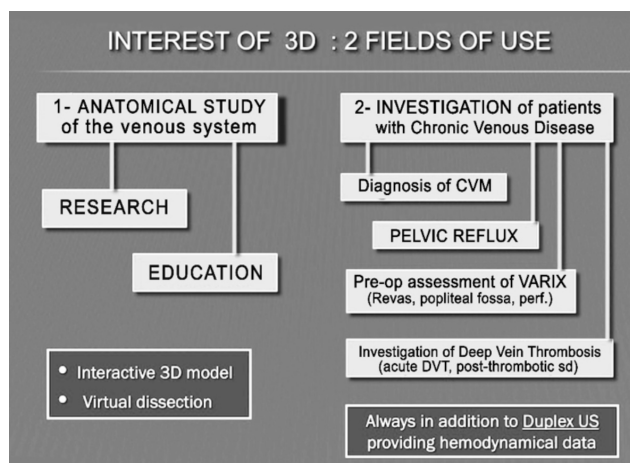 INTEREST OF 3D : 2 FIELDS OF USE
1- ANATOMICAL STUDY
of the venous system
RESEARCH
EDUCATION
• Interactive 3D model
• Virtual dissection
2- INVESTIGATION of patients
with Chronic Venous Disease
Diagnosis of CVM
PELVIC REFLUX
Pre-op assessment of VARIX
(Revas, popliteal fossa, perf.)
Investigation of Deep Vein Thrombosis
(acute DVT, post-thrombotic sd)
Always in addition to Duplex US
providing hemodynamical data